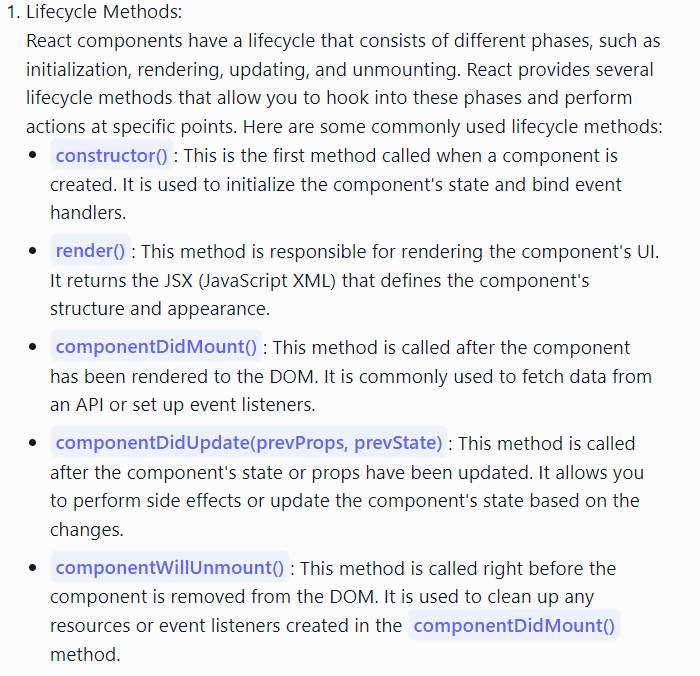 1. Lifecycle Methods:
React components have a lifecycle that consists of different phases, such as
initialization, rendering, updating, and unmounting. React provides several
lifecycle methods that allow you to hook into these phases and perform
actions at specific points. Here are some commonly used lifecycle methods:
• constructor() : This is the first method called when a component is
created. It is used to initialize the component's state and bind event
handlers.
• render() : This method is responsible for rendering the component's UI.
It returns the JSX (JavaScript XML) that defines the component's
structure and appearance.
• componentDidMount() : This method is called after the component
has been rendered to the DOM. It is commonly used to fetch data from
an API or set up event listeners.
• componentDidUpdate(prevProps, prevState) : This method is called
after the component's state or props have been updated. It allows you
to perform side effects or update the component's state based on the
changes.
• componentWillUnmount() : This method is called right before the
component is removed from the DOM. It is used to clean up any
resources or event listeners created in the componentDidMount()
method.